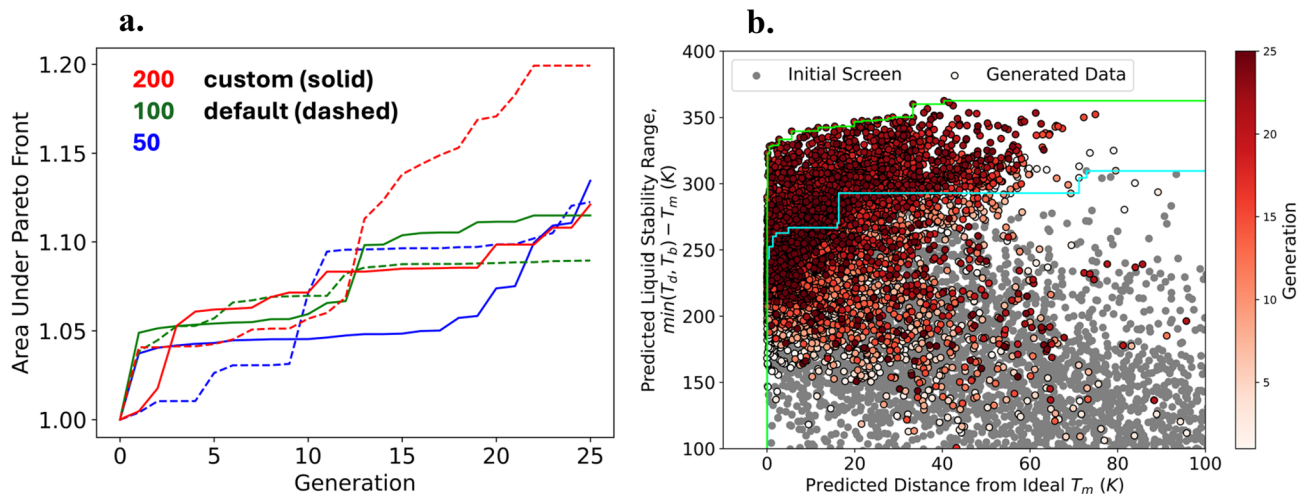 a.
1.20
1.15
1.10
1.05
1.00
Area Under Pareto Front
200 custom (solid)
100 default (dashed)
50
0 5 10 15 20 25
Generation
b.
400
350
300
250
200
150
100
Predicted Liquid Stability Range,
min(T_d, T_b) − T_m (K)
Initial Screen Generated Data
0 20 40 60 80 100
Predicted Distance from Ideal T_m (K)
25
20
15
10
5
Generation